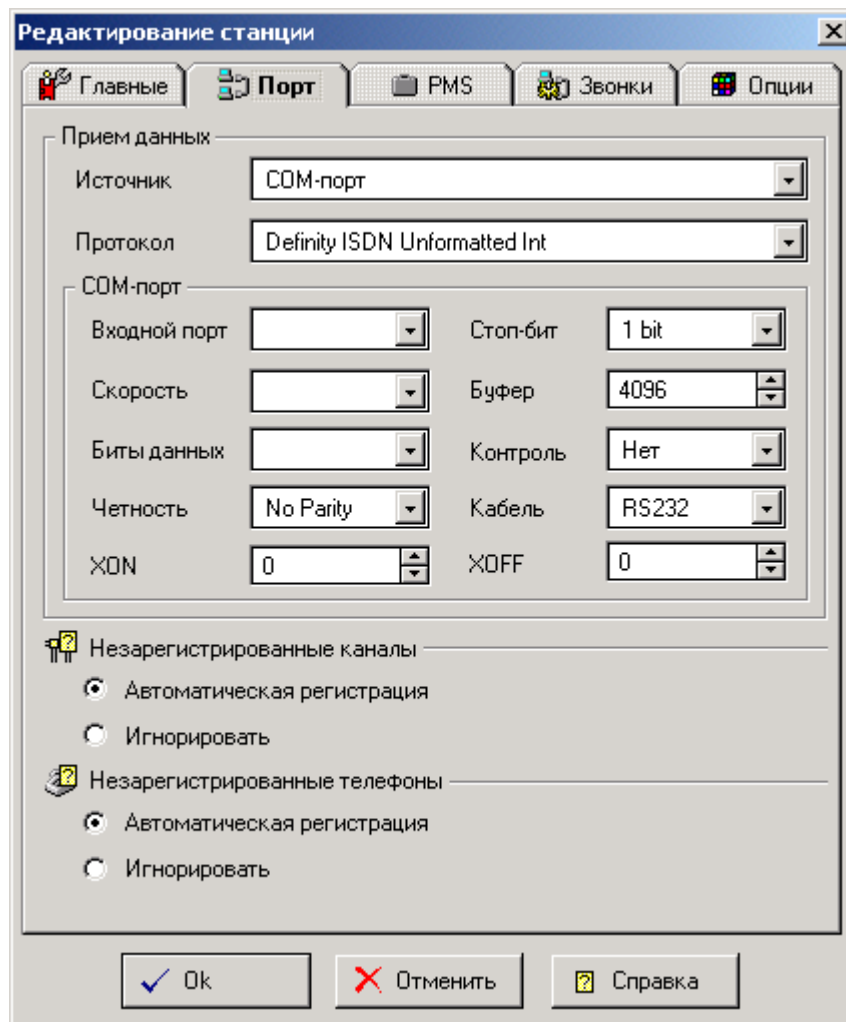 Редактирование станции
Главные Порт PMS Звонки Опции
Прием данных
Источник COM-порт
Протокол Definity ISDN Unformatted Int
COM-порт
Входной порт Стоп-бит 1 bit
Скорость Буфер 4096
Биты данных Контроль Нет
Четность No Parity Кабель RS232
XON 0 XOFF 0
Незарегистрированные каналы
Автоматическая регистрация
Игнорировать
Незарегистрированные телефоны
Автоматическая регистрация
Игнорировать
Ok Отменить Справка